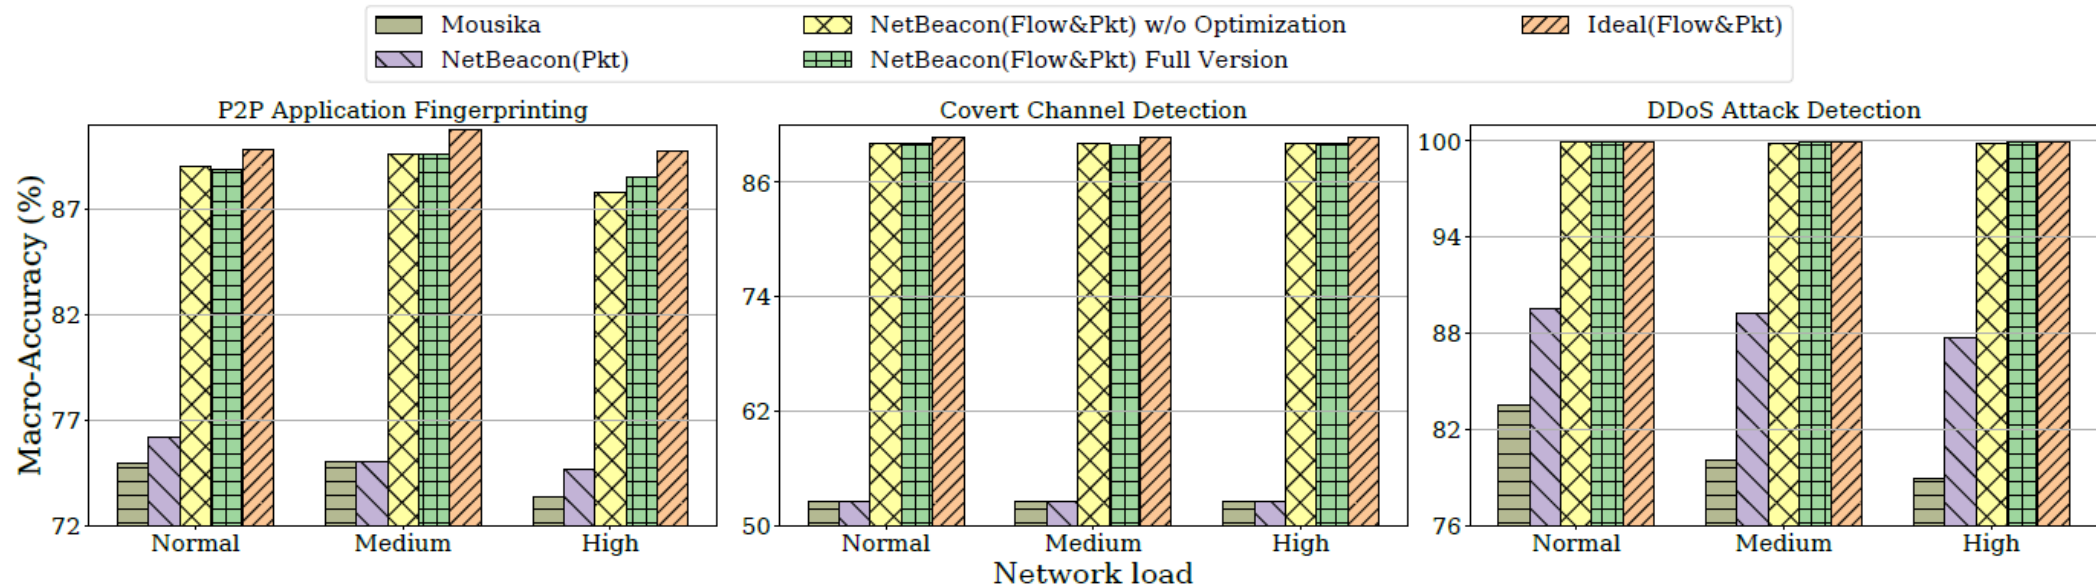 Mousika
NetBeacon(Pkt)
NetBeacon(Flow&Pkt) w/o Optimization
NetBeacon(Flow&Pkt) Full Version
Ideal(Flow&Pkt)
Macro-Accuracy (%)
P2P Application Fingerprinting
87
82
77
72
Normal Medium High
Covert Channel Detection
86
74
62
50
Normal Medium High
DDoS Attack Detection
100
94
88
82
76
Normal Medium High
Network load